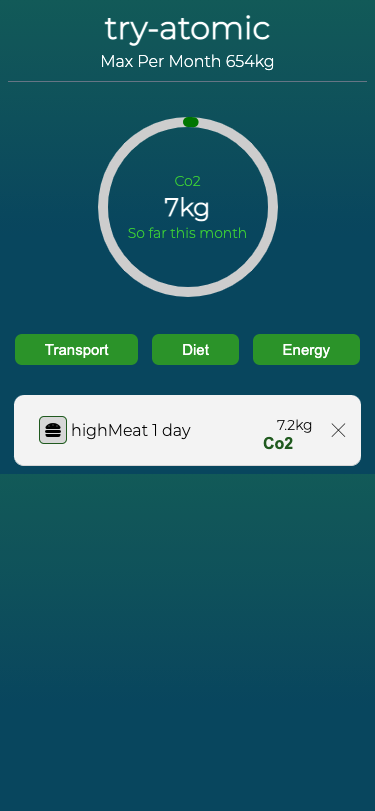 try-atomic
Max Per Month 654kg
Co2
7kg
So far this month
Transport Diet Energy
highMeat 1 day 7.2kg
Co2